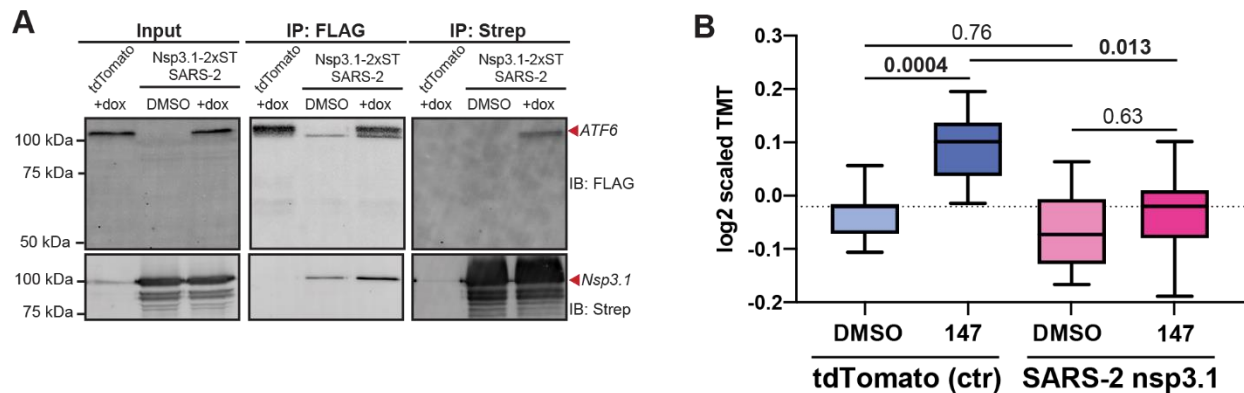 A
Input
IP: FLAG
IP: Strep
tdTomato
Nsp3.1-2xST
SARS-2
tdTomato
Nsp3.1-2xST
SARS-2
tdTomato
Nsp3.1-2xST
SARS-2
+dox DMSO +dox
+dox DMSO +dox
+dox DMSO +dox
100 kDa
75 kDa
50 kDa
ATF6
IB: FLAG
100 kDa
75 kDa
Nsp3.1
IB: Strep
B
log2 scaled TMT
0.3
0.2
0.1
0.0
-0.1
-0.2
0.76
0.0004
0.013
0.63
DMSO 147 DMSO 147
tdTomato (ctr) SARS-2 nsp3.1